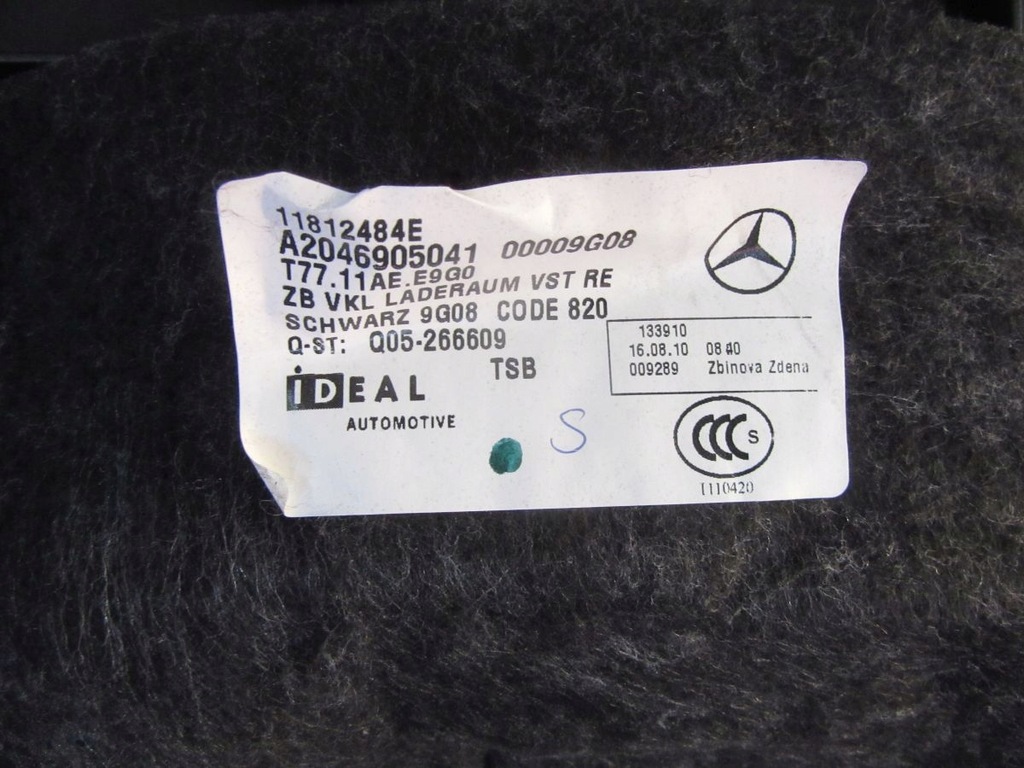 11812484E
A2046905041 00009G08
T77.11AE.E9G0
ZB VKL LADERAUM VST RE
SCHWARZ 9G08 CODE 820
Q-ST: Q05-266609
TSB
iDEAL
AUTOMOTIVE
133910
16.08.10 08:40
009289 Zbinova Zdena
S
CCC S
I110420